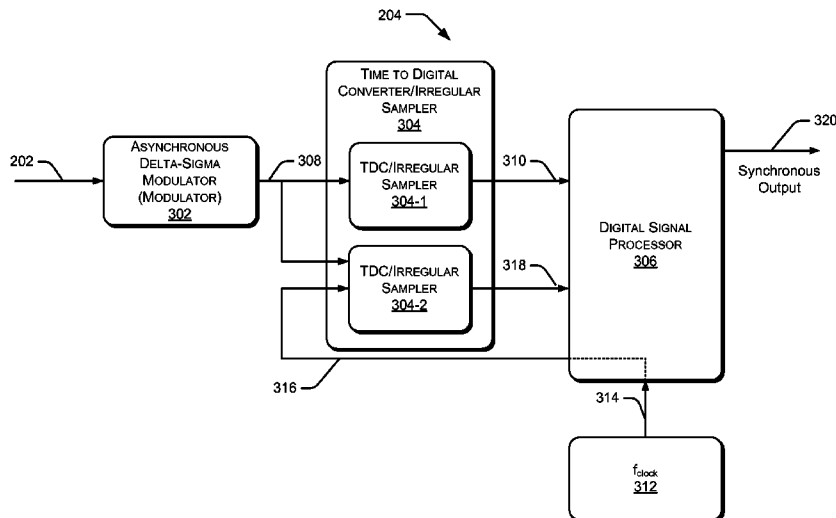 204
TIME TO DIGITAL
CONVERTER/IRREGULAR
SAMPLER
304
202
ASYNCHRONOUS
DELTA-SIGMA
MODULATOR
(MODULATOR)
302
308
TDC/IRREGULAR
SAMPLER
304-1
310
TDC/IRREGULAR
SAMPLER
304-2
318
DIGITAL SIGNAL
PROCESSOR
306
320
Synchronous
Output
316
314
fclock
312